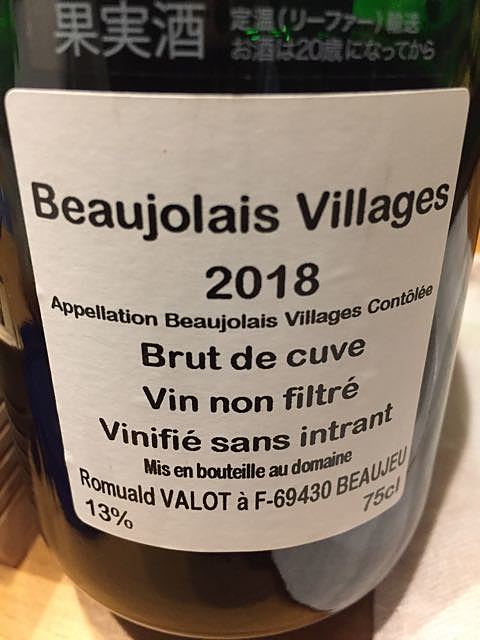 果実酒
定温(リーファー)輸送
お酒は20歳になってから
Beaujolais Villages
2018
Appellation Beaujolais Villages Contôlée
Brut de cuve
Vin non filtré
Vinifié sans intrant
Mis en bouteille au domaine
Romuald VALOT à F-69430 BEAUJEU
13%
75cl